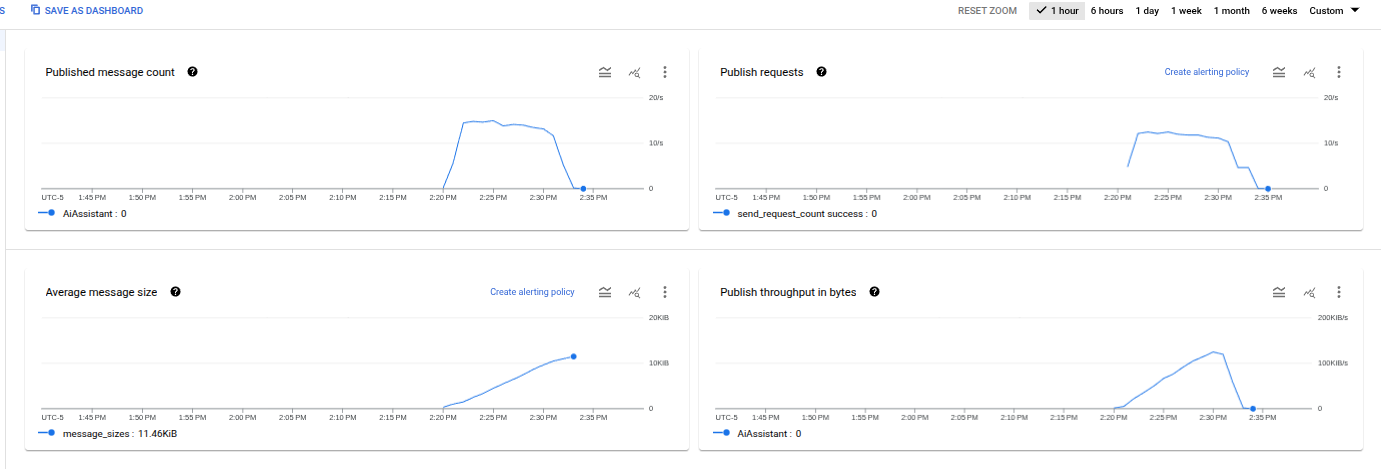 S SAVE AS DASHBOARD RESET ZOOM 1 hour 6 hours 1 day 1 week 1 month 6 weeks Custom
Published message count
20/s
10/s
0
UTC-5 1:45 PM 1:50 PM 1:55 PM 2:00 PM 2:05 PM 2:10 PM 2:15 PM 2:20 PM 2:25 PM 2:30 PM 2:35 PM
AiAssistant : 0
Publish requests Create alerting policy
20/s
10/s
0
UTC-5 1:45 PM 1:50 PM 1:55 PM 2:00 PM 2:05 PM 2:10 PM 2:15 PM 2:20 PM 2:25 PM 2:30 PM 2:35 PM
send_request_count success : 0
Average message size Create alerting policy
20KiB
10KiB
0
UTC-5 1:45 PM 1:50 PM 1:55 PM 2:00 PM 2:05 PM 2:10 PM 2:15 PM 2:20 PM 2:25 PM 2:30 PM 2:35 PM
message_sizes : 11.46KiB
Publish throughput in bytes
200KiB/s
100KiB/s
0
UTC-5 1:45 PM 1:50 PM 1:55 PM 2:00 PM 2:05 PM 2:10 PM 2:15 PM 2:20 PM 2:25 PM 2:30 PM 2:35 PM
AiAssistant : 0